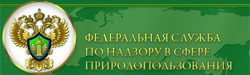 ФЕДЕРАЛЬНАЯ СЛУЖБА
ПО НАДЗОРУ В СФЕРЕ
ПРИРОДОПОЛЬЗОВАНИЯ